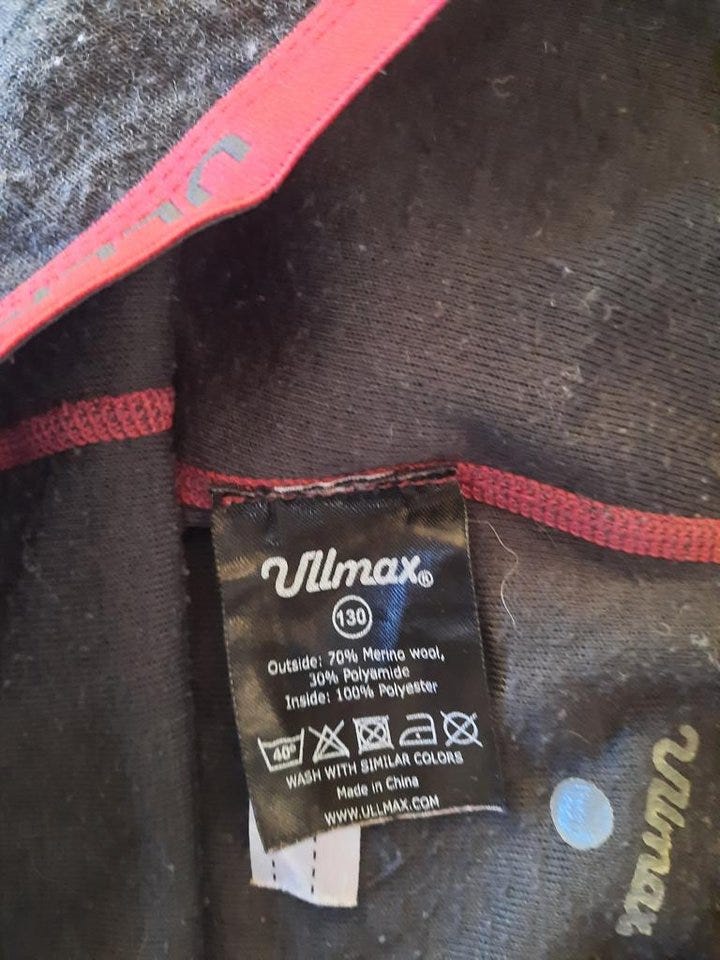 Ullmax®
130
Outside: 70% Merino wool,
30% Polyamide
Inside: 100% Polyester
40°
WASH WITH SIMILAR COLORS
Made in China
WWW.ULLMAX.COM
Ullmax